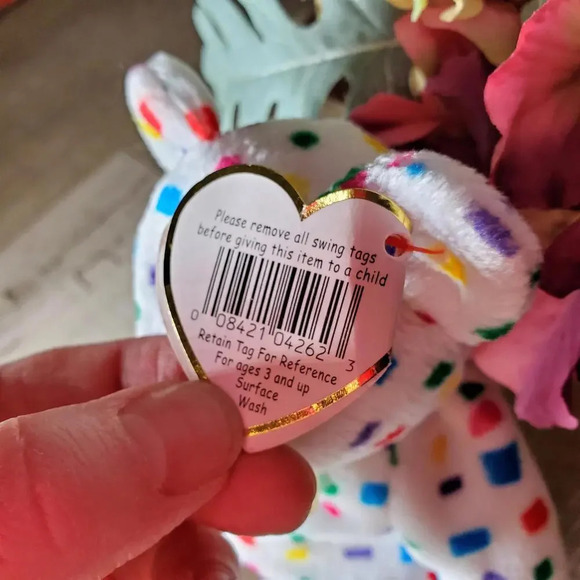 Please remove all swing tags
before giving this item to a child
0 08421 04262 3
Retain Tag For Reference
For ages 3 and up
Surface
Wash